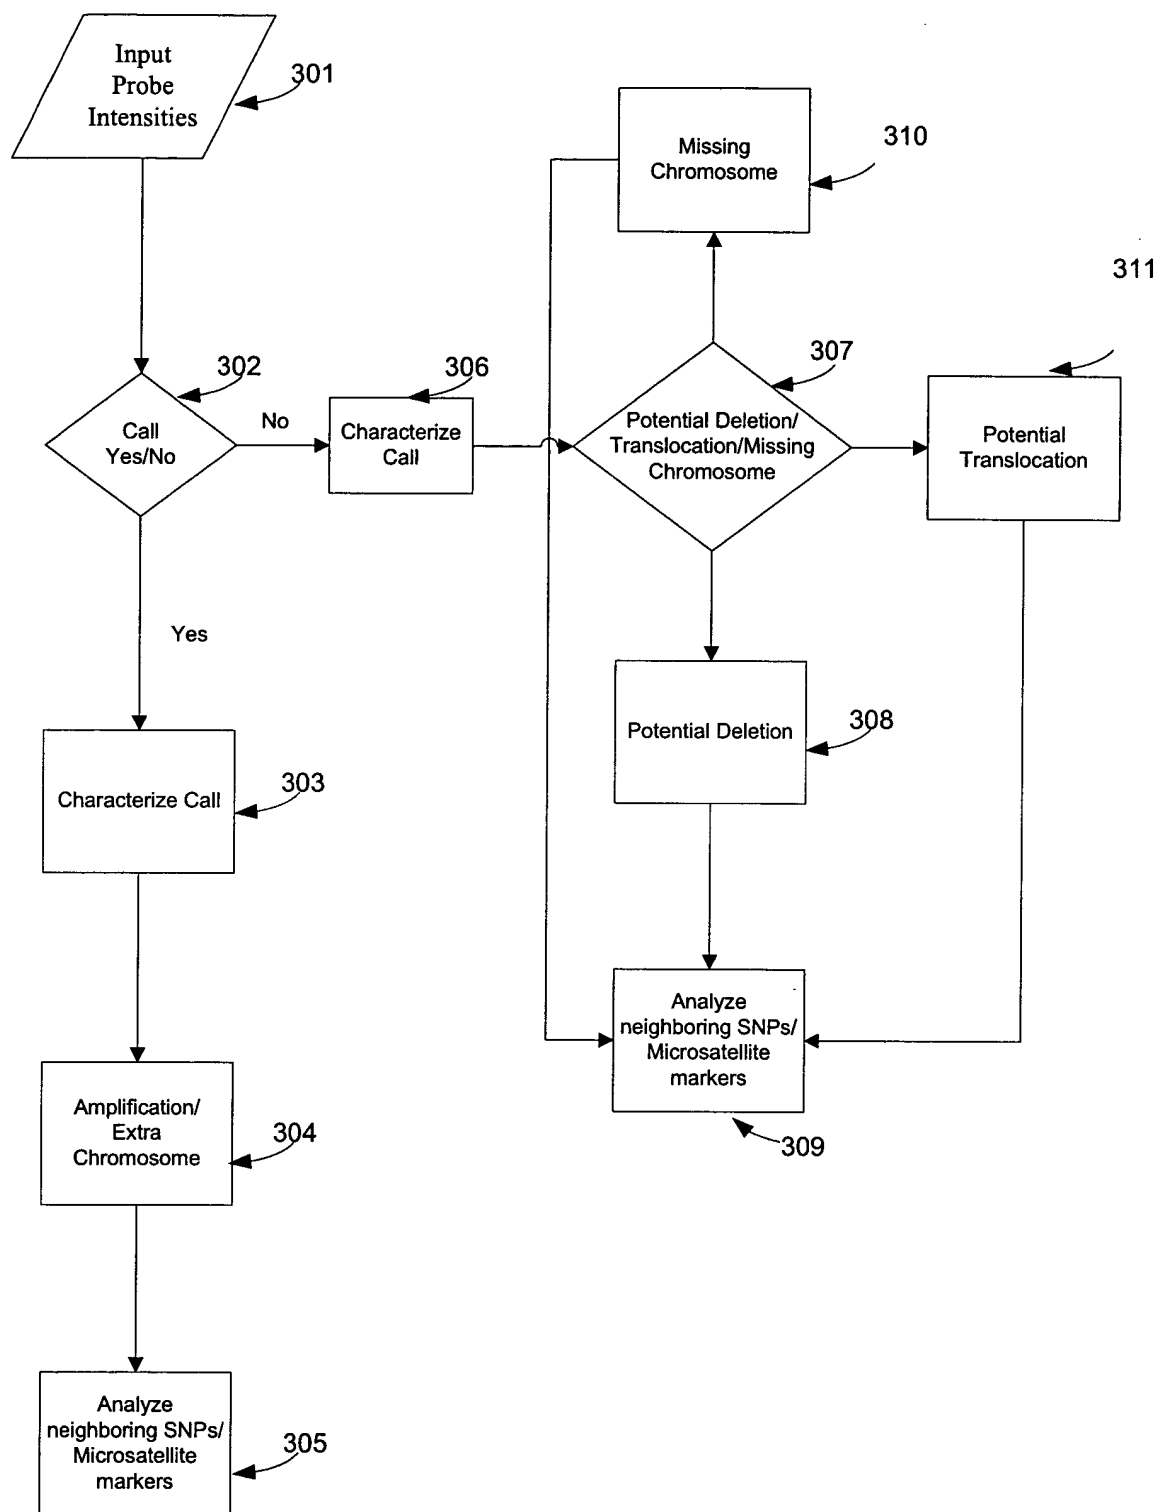 Input
Probe
Intensities
301
Missing
Chromosome
310
311
302
Call
Yes/No
No
306
Characterize
Call
307
Potential Deletion/
Translocation/Missing
Chromosome
Potential
Translocation
Yes
Potential Deletion
308
Characterize Call
303
Analyze
neighboring SNPs/
Microsatellite
markers
309
Amplification/
Extra
Chromosome
304
Analyze
neighboring SNPs/
Microsatellite
markers
305